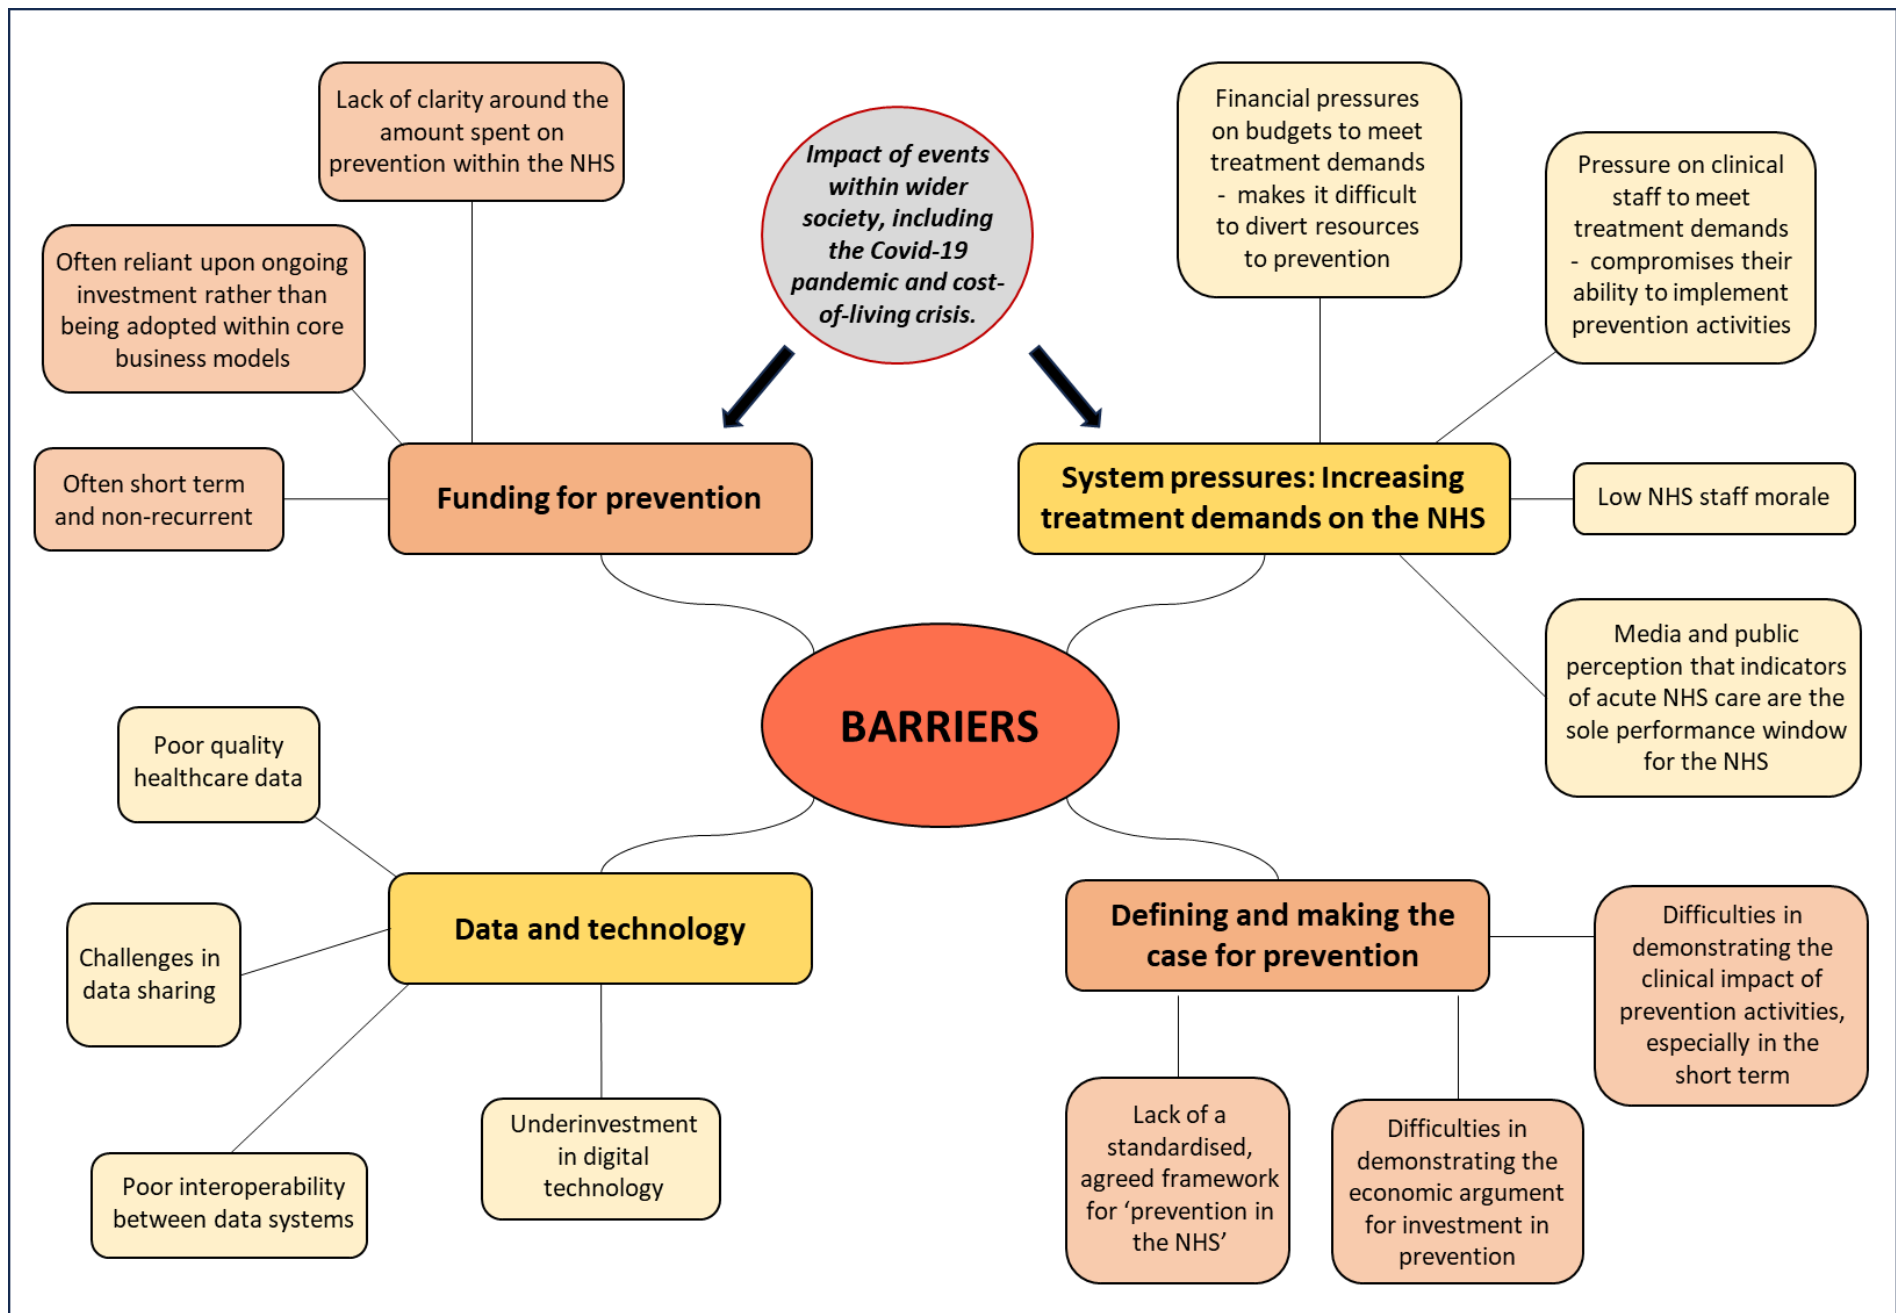 Lack of clarity around the
amount spent on
prevention within the NHS
Often reliant upon ongoing
investment rather than
being adopted within core
business models
Often short term
and non-recurrent
Funding for prevention
Impact of events
within wider
society, including
the Covid-19
pandemic and cost-
of-living crisis.
Financial pressures
on budgets to meet
treatment demands
- makes it difficult
to divert resources
to prevention
Pressure on clinical
staff to meet
treatment demands
- compromises their
ability to implement
prevention activities
System pressures: Increasing
treatment demands on the NHS
Low NHS staff morale
Media and public
perception that indicators
of acute NHS care are the
sole performance window
for the NHS
BARRIERS
Poor quality
healthcare data
Challenges in
data sharing
Data and technology
Poor interoperability
between data systems
Underinvestment
in digital
technology
Defining and making the
case for prevention
Difficulties in
demonstrating the
clinical impact of
prevention activities,
especially in the
short term
Lack of a
standardised,
agreed framework
for ‘prevention in
the NHS’
Difficulties in
demonstrating the
economic argument
for investment in
prevention